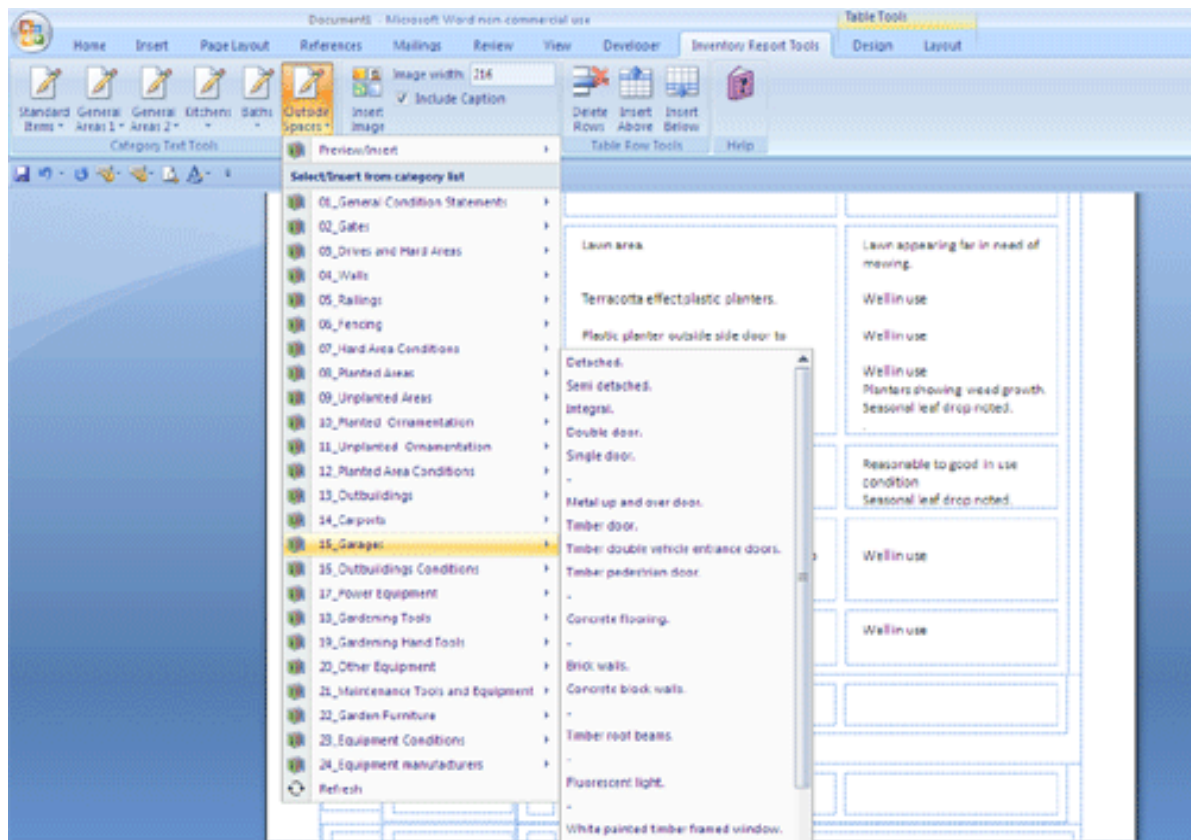 Document1 - Microsoft Word non-commercial use
Table Tools
Home Insert Page Layout References Mailings Review View Developer Inventory Report Tools Design Layout
Standard Items
General Areas 1
General Areas 2
Kitchens
Baths
Outside Spaces
Insert Image
Image width: 216
Include Caption
Delete Rows
Insert Above
Insert Below
Category Text Tools
Table Row Tools
Help
Preview/Insert
Select/Insert from category list
01_General Condition Statements
02_Gates
03_Drives and Hard Areas
04_Walls
05_Railings
06_Fencing
07_Hard Area Conditions
08_Planted Areas
09_Unplanted Areas
10_Planted Ornamentation
11_Unplanted Ornamentation
12_Planted Area Conditions
13_Outbuildings
14_Carports
15_Garages
16_Outbuildings Conditions
17_Power Equipment
18_Gardening Tools
19_Gardening Hand Tools
20_Other Equipment
21_Maintenance Tools and Equipment
22_Garden Furniture
23_Equipment Conditions
24_Equipment manufacturers
Refresh
Detached.
Semi detached.
Integral.
Double door.
Single door.
-
Metal up and over door.
Timber door.
Timber double vehicle entrance doors.
Timber pedestrian door.
-
Concrete flooring.
-
Brick walls.
Concrete block walls.
-
Timber roof beams.
-
Fluorescent light.
-
White painted timber framed window.
Lawn area.
Terracotta effect plastic planters.
Plastic planter outside side door to
Lawn appearing far in need of
mowing.
Well in use
Well in use
Well in use
Planters showing weed growth.
Seasonal leaf drop noted.
.
Reasonable to good in use
condition
Seasonal leaf drop noted.
Well in use
Well in use